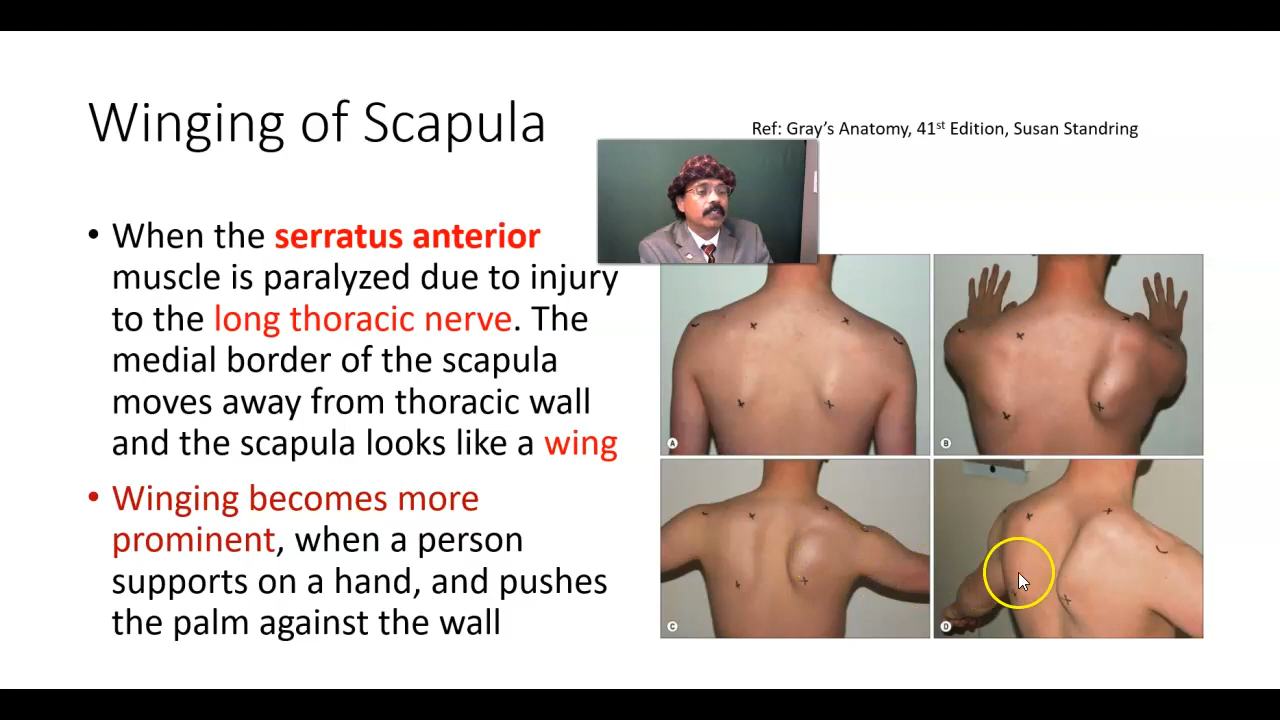 Winging of Scapula
Ref: Gray's Anatomy, 41st Edition, Susan Standring
• When the serratus anterior
muscle is paralyzed due to injury
to the long thoracic nerve. The
medial border of the scapula
moves away from thoracic wall
and the scapula looks like a wing
• Winging becomes more
prominent, when a person
supports on a hand, and pushes
the palm against the wall
A
B
C
D